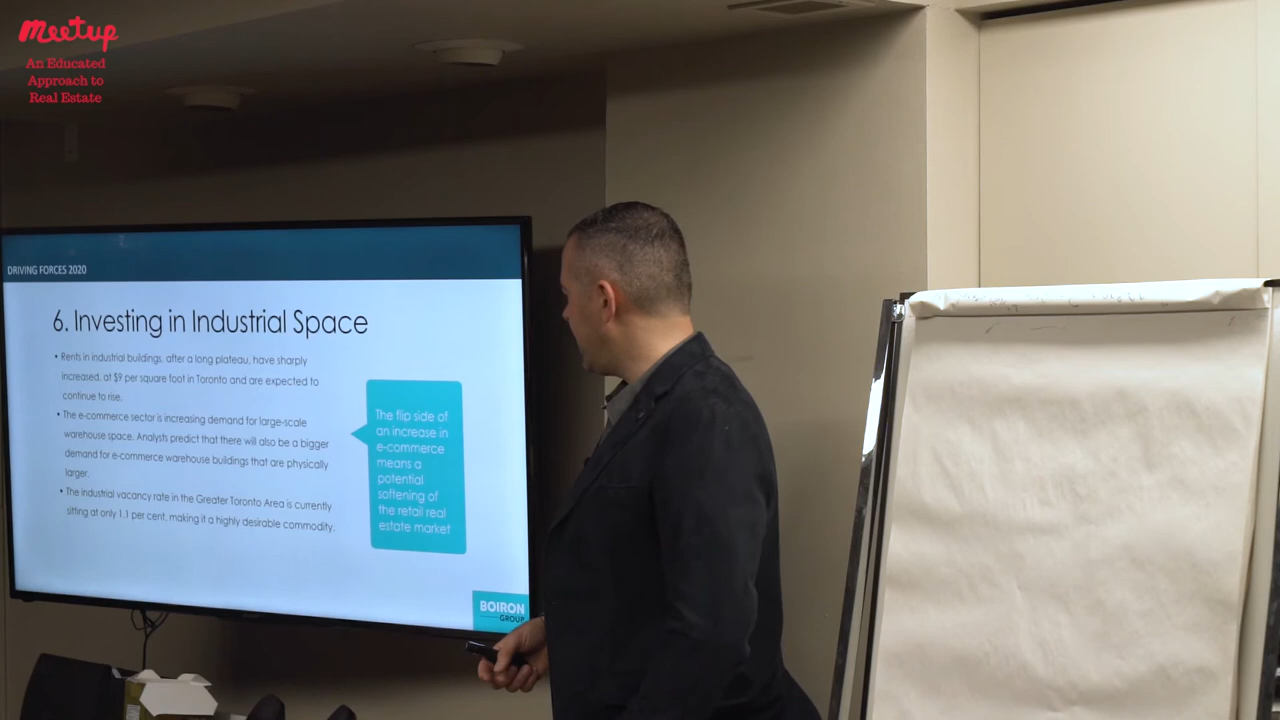 Meetup
An Educated
Approach to
Real Estate
DRIVING FORCES 2020
6. Investing in Industrial Space
• Rents in industrial buildings, after a long plateau, have sharply
increased, at $9 per square foot in Toronto and are expected to
continue to rise.
• The e-commerce sector is increasing demand for large-scale
warehouse space. Analysts predict that there will also be a bigger
demand for e-commerce warehouse buildings that are physically
larger.
• The industrial vacancy rate in the Greater Toronto Area is currently
sitting at only 1.1 per cent, making it a highly desirable commodity.
The flip side of
an increase in
e-commerce
means a
potential
softening of
the retail real
estate market
BOIRON
GROUP